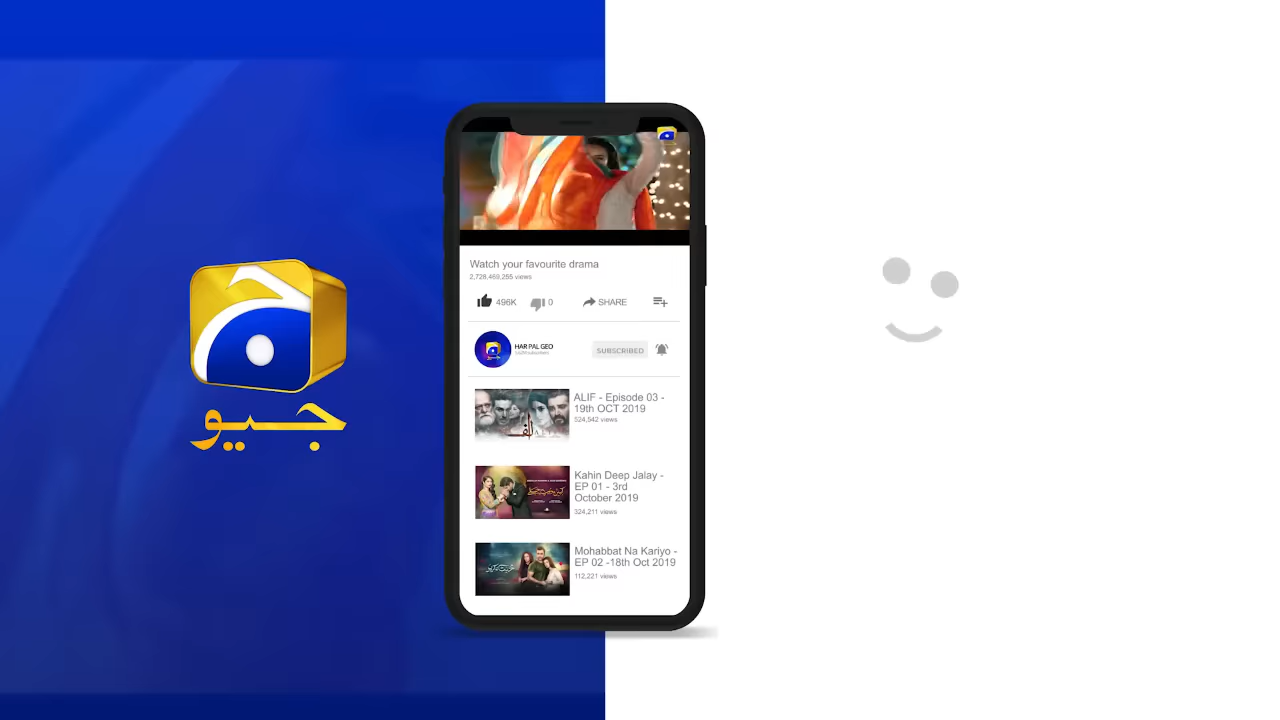 جیو
Watch your favourite drama
2,728,469,255 views
496K
0
SHARE
HAR PAL GEO
SUBSCRIBED
ALIF - Episode 03 -
19th OCT 2019
524,542 views
الف
Kahin Deep Jalay -
EP 01 - 3rd
October 2019
324,211 views
Mohabbat Na Kariyo -
EP 02 -18th Oct 2019
112,221 views